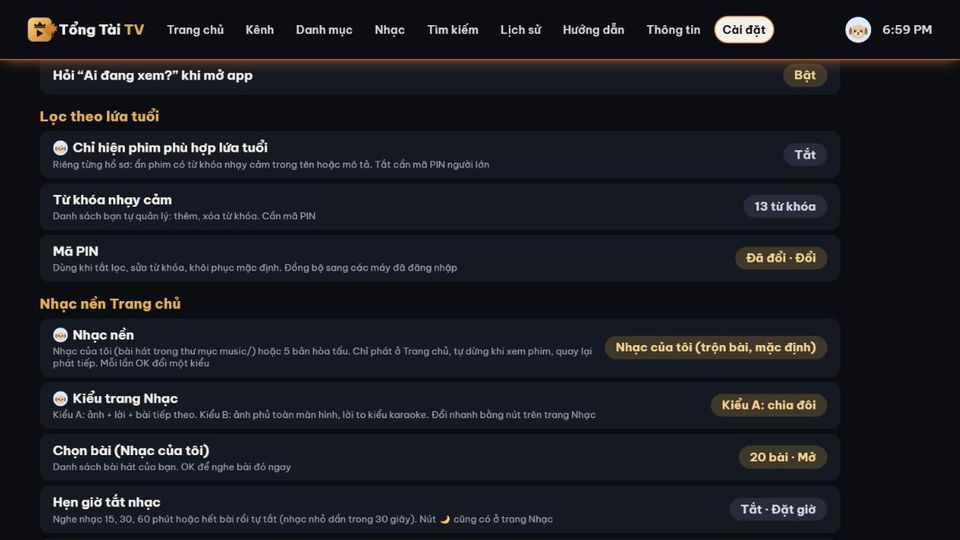 Tổng Tài TV
Trang chủ
Kênh
Danh mục
Nhạc
Tìm kiếm
Lịch sử
Hướng dẫn
Thông tin
Cài đặt
6:59 PM
Hỏi “Ai đang xem?” khi mở app
Bật
Lọc theo lứa tuổi
Chỉ hiện phim phù hợp lứa tuổi
Riêng từng hồ sơ: ẩn phim có từ khóa nhạy cảm trong tên hoặc mô tả. Tắt cần mã PIN người lớn
Tắt
Từ khóa nhạy cảm
Danh sách bạn tự quản lý: thêm, xóa từ khóa. Cần mã PIN
13 từ khóa
Mã PIN
Dùng khi tắt lọc, sửa từ khóa, khôi phục mặc định. Đồng bộ sang các máy đã đăng nhập
Đã đổi · Đổi
Nhạc nền Trang chủ
Nhạc nền
Nhạc của tôi (bài hát trong thư mục music/) hoặc 5 bản hòa tấu. Chỉ phát ở Trang chủ, tự dừng khi xem phim, quay lại
phát tiếp. Mỗi lần OK đổi một kiểu
Nhạc của tôi (trộn bài, mặc định)
Kiểu trang Nhạc
Kiểu A: ảnh + lời + bài tiếp theo. Kiểu B: ảnh phủ toàn màn hình, lời to kiểu karaoke. Đổi nhanh bằng nút trên trang Nhạc
Kiểu A: chia đôi
Chọn bài (Nhạc của tôi)
Danh sách bài hát của bạn. OK để nghe bài đó ngay
20 bài · Mở
Hẹn giờ tắt nhạc
Nghe nhạc 15, 30, 60 phút hoặc hết bài rồi tự tắt (nhạc nhỏ dần trong 30 giây). Nút 🌙 cũng có ở trang Nhạc
Tắt · Đặt giờ